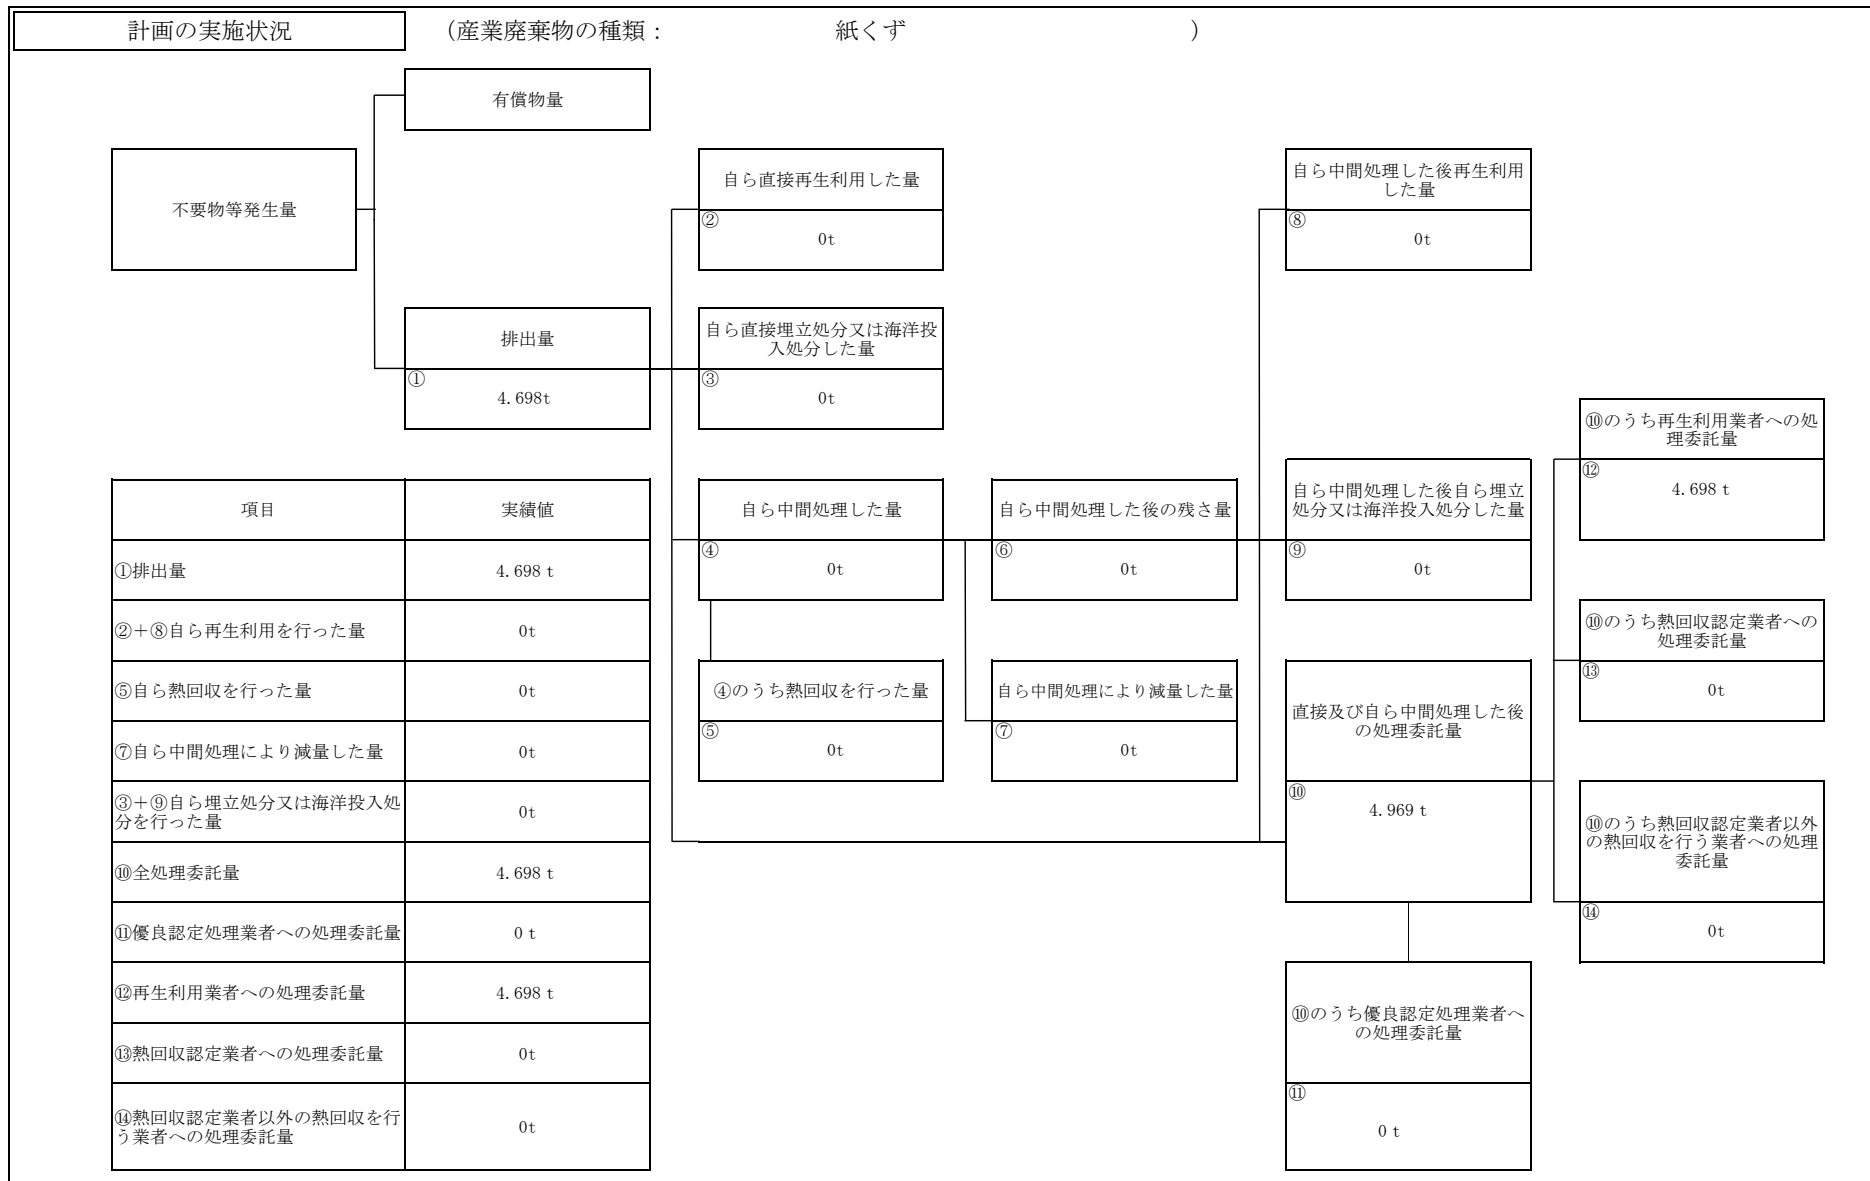 計画の実施状況
（産業廃棄物の種類： 紙くず ）
有償物量
不要物等発生量
自ら直接再生利用した量
②
0t
自ら中間処理した後再生利用
した量
⑧
0t
排出量
①
4.698t
自ら直接埋立処分又は海洋投
入処分した量
③
0t
⑩のうち再生利用業者への処
理委託量
⑫
4.698 t
項目 実績値
①排出量 4.698 t
②＋⑧自ら再生利用を行った量 0t
⑤自ら熱回収を行った量 0t
⑦自ら中間処理により減量した量 0t
③＋⑨自ら埋立処分又は海洋投入処
分を行った量 0t
⑩全処理委託量 4.698 t
⑪優良認定処理業者への処理委託量 0 t
⑫再生利用業者への処理委託量 4.698 t
⑬熱回収認定業者への処理委託量 0t
⑭熱回収認定業者以外の熱回収を行
う業者への処理委託量 0t
自ら中間処理した量
④
0t
自ら中間処理した後の残さ量
⑥
0t
自ら中間処理した後自ら埋立
処分又は海洋投入処分した量
⑨
0t
④のうち熱回収を行った量
⑤
0t
自ら中間処理により減量した量
⑦
0t
直接及び自ら中間処理した後
の処理委託量
⑩
4.969 t
⑩のうち熱回収認定業者への
処理委託量
⑬
0t
⑩のうち熱回収認定業者以外
の熱回収を行う業者への処理
委託量
⑭
0t
⑩のうち優良認定処理業者へ
の処理委託量
⑪
0 t